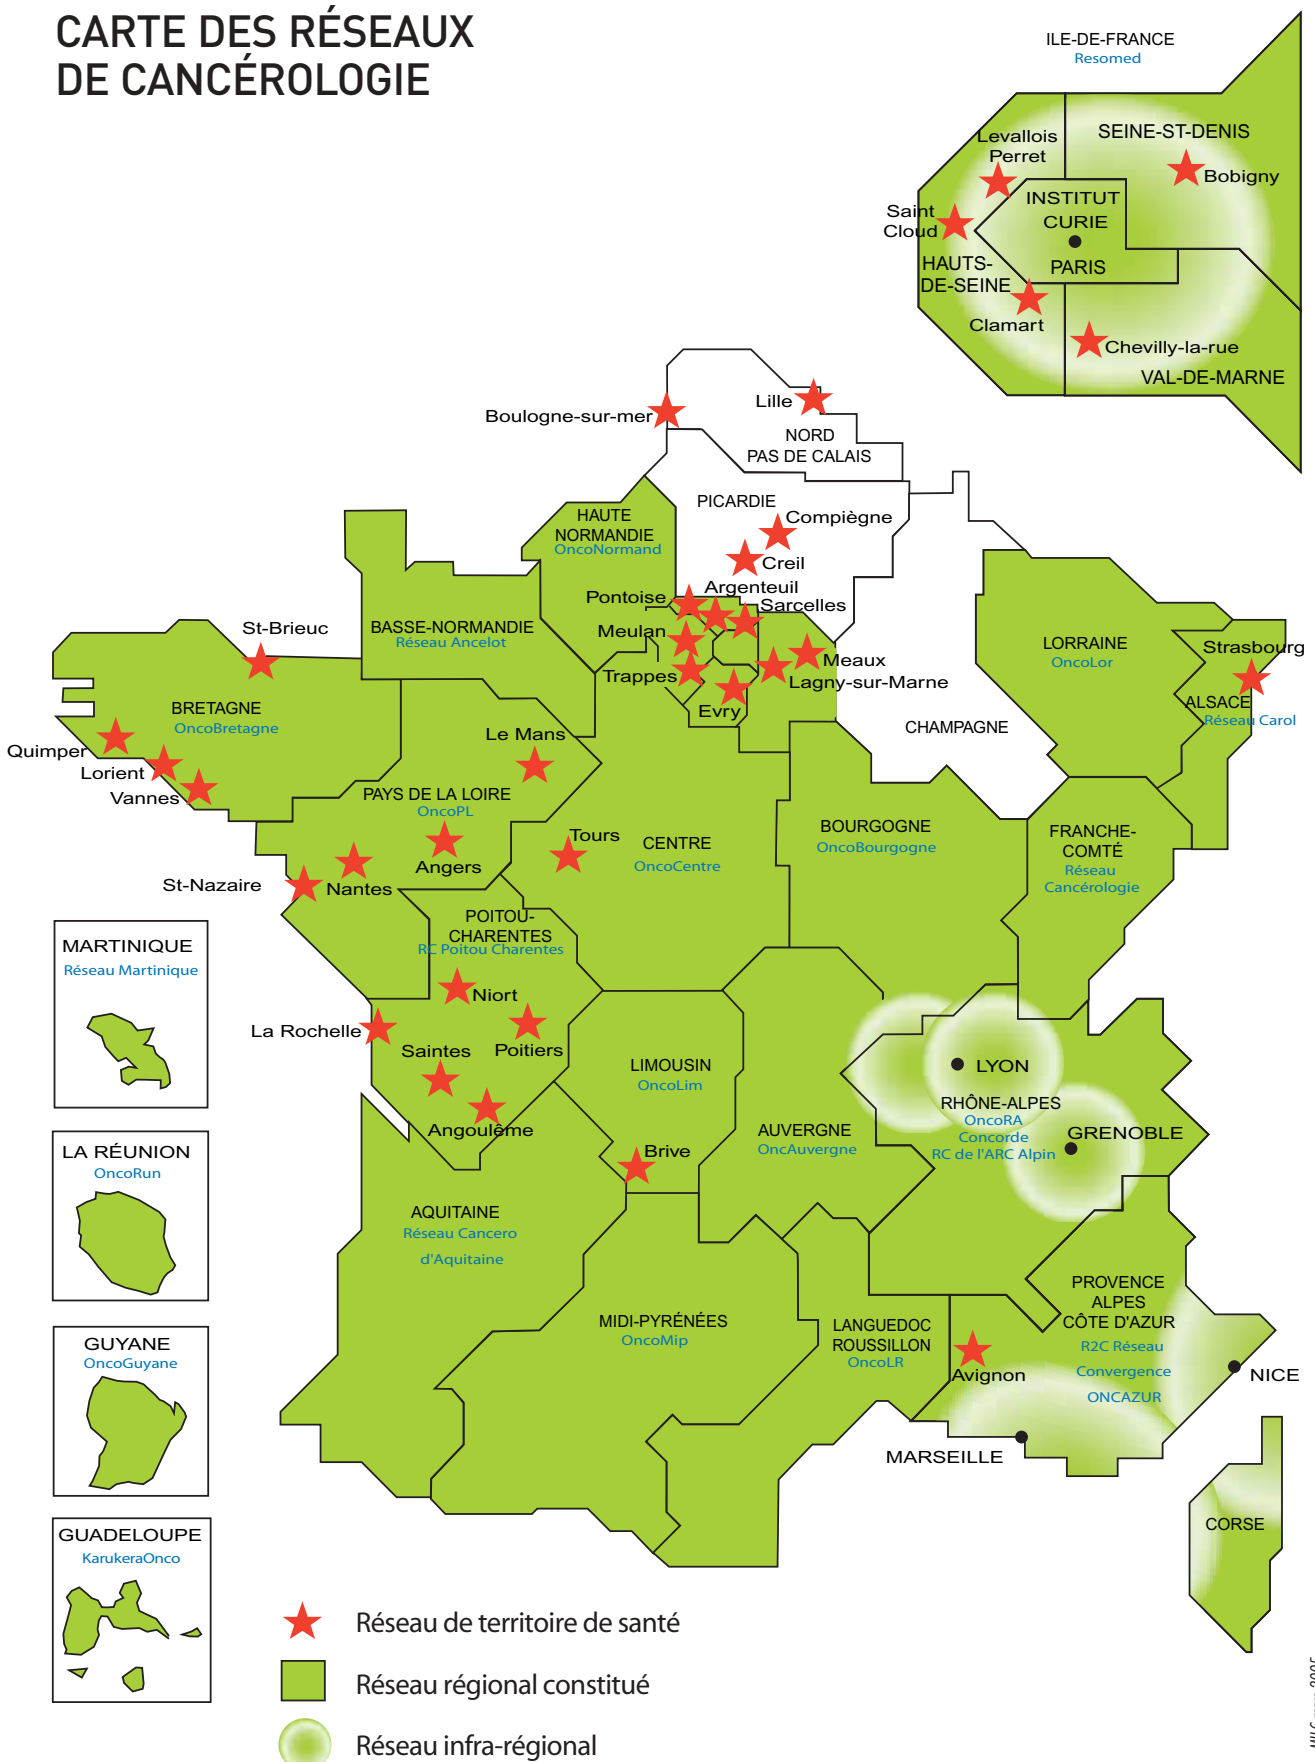 CARTE DES RÉSEAUX
DE CANCÉROLOGIE
ILE-DE-FRANCE
Resomed
SEINE-ST-DENIS
Levallois
Perret
Bobigny
INSTITUT
CURIE
Saint
Cloud
PARIS
HAUTS-
DE-SEINE
Clamart
Chevilly-la-rue
VAL-DE-MARNE
Boulogne-sur-mer
Lille
NORD
PAS DE CALAIS
PICARDIE
Compiègne
Creil
HAUTE
NORMANDIE
OncoNormand
Argenteuil
Pontoise
Sarcelles
Meulan
Meaux
Trappes
Lagny-sur-Marne
Evry
BASSE-NORMANDIE
Réseau Ancelot
St-Brieuc
BRETAGNE
OncoBretagne
Quimper
Lorient
Vannes
LORRAINE
OncoLor
Strasbourg
ALSACE
Réseau Carol
CHAMPAGNE
Le Mans
PAYS DE LA LOIRE
OncoPL
Angers
Nantes
St-Nazaire
Tours
CENTRE
OncoCentre
BOURGOGNE
OncoBourgogne
FRANCHE-
COMTÉ
Réseau
Cancérologie
POITOU-
CHARENTES
RC Poitou Charentes
Niort
La Rochelle
Poitiers
Saintes
Angoulême
LIMOUSIN
OncoLim
Brive
AUVERGNE
OncAuvergne
LYON
RHÔNE-ALPES
OncoRA
Concorde
RC de l'ARC Alpin
GRENOBLE
AQUITAINE
Réseau Cancero
d'Aquitaine
MIDI-PYRÉNÉES
OncoMip
LANGUEDOC
ROUSSILLON
OncoLR
PROVENCE
ALPES
CÔTE D'AZUR
R2C Réseau
Convergence
ONCAZUR
Avignon
NICE
MARSEILLE
CORSE
MARTINIQUE
Réseau Martinique
LA RÉUNION
OncoRun
GUYANE
OncoGuyane
GUADELOUPE
KarukeraOnco
Réseau de territoire de santé
Réseau régional constitué
Réseau infra-régional